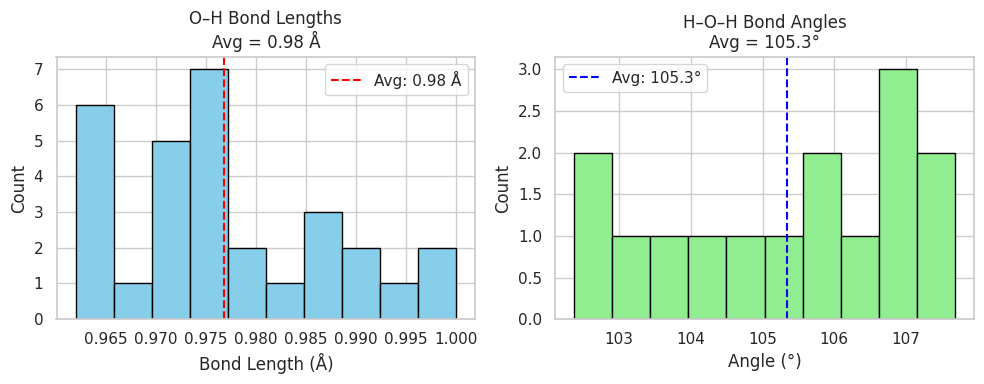 O–H Bond Lengths
Avg = 0.98 Å
Avg: 0.98 Å
7
6
5
4
3
2
1
0
Count
0.965 0.970 0.975 0.980 0.985 0.990 0.995 1.000
Bond Length (Å)
H–O–H Bond Angles
Avg = 105.3°
Avg: 105.3°
3.0
2.5
2.0
1.5
1.0
0.5
0.0
Count
103 104 105 106 107
Angle (°)